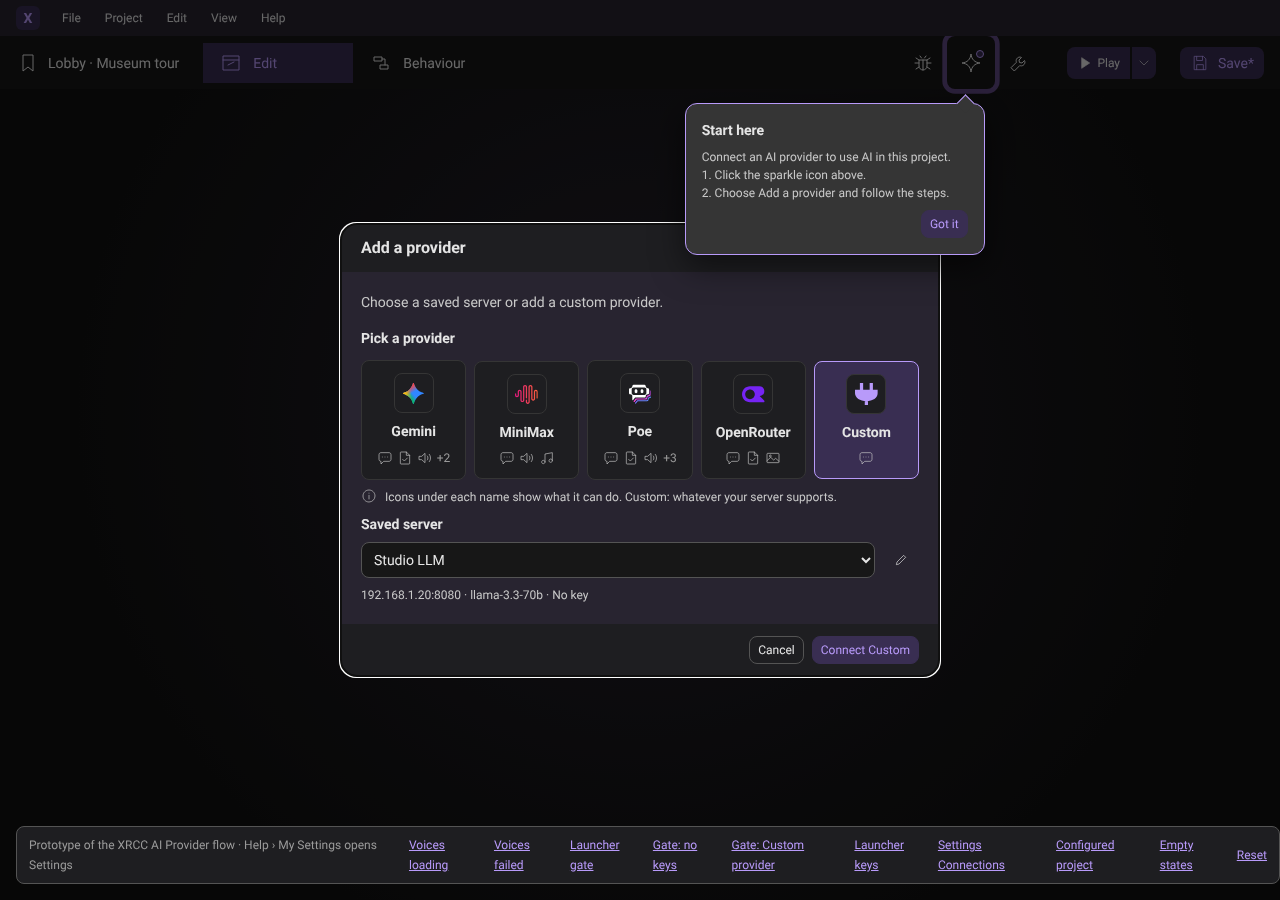 X File Project Edit View Help
Lobby · Museum tour Edit Behaviour Play Save*
Start here
Connect an AI provider to use AI in this project.
1. Click the sparkle icon above.
2. Choose Add a provider and follow the steps.
Got it
Add a provider
Choose a saved server or add a custom provider.
Pick a provider
Gemini MiniMax Poe OpenRouter Custom
+2 +3
Icons under each name show what it can do. Custom: whatever your server supports.
Saved server
Studio LLM
192.168.1.20:8080 · llama-3.3-70b · No key
Cancel Connect Custom
Prototype of the XRCC AI Provider flow · Help › My Settings opens
Settings
Voices
loading
Voices
failed
Launcher
gate
Gate: no
keys
Gate: Custom
provider
Launcher
keys
Settings
Connections
Configured
project
Empty
states
Reset